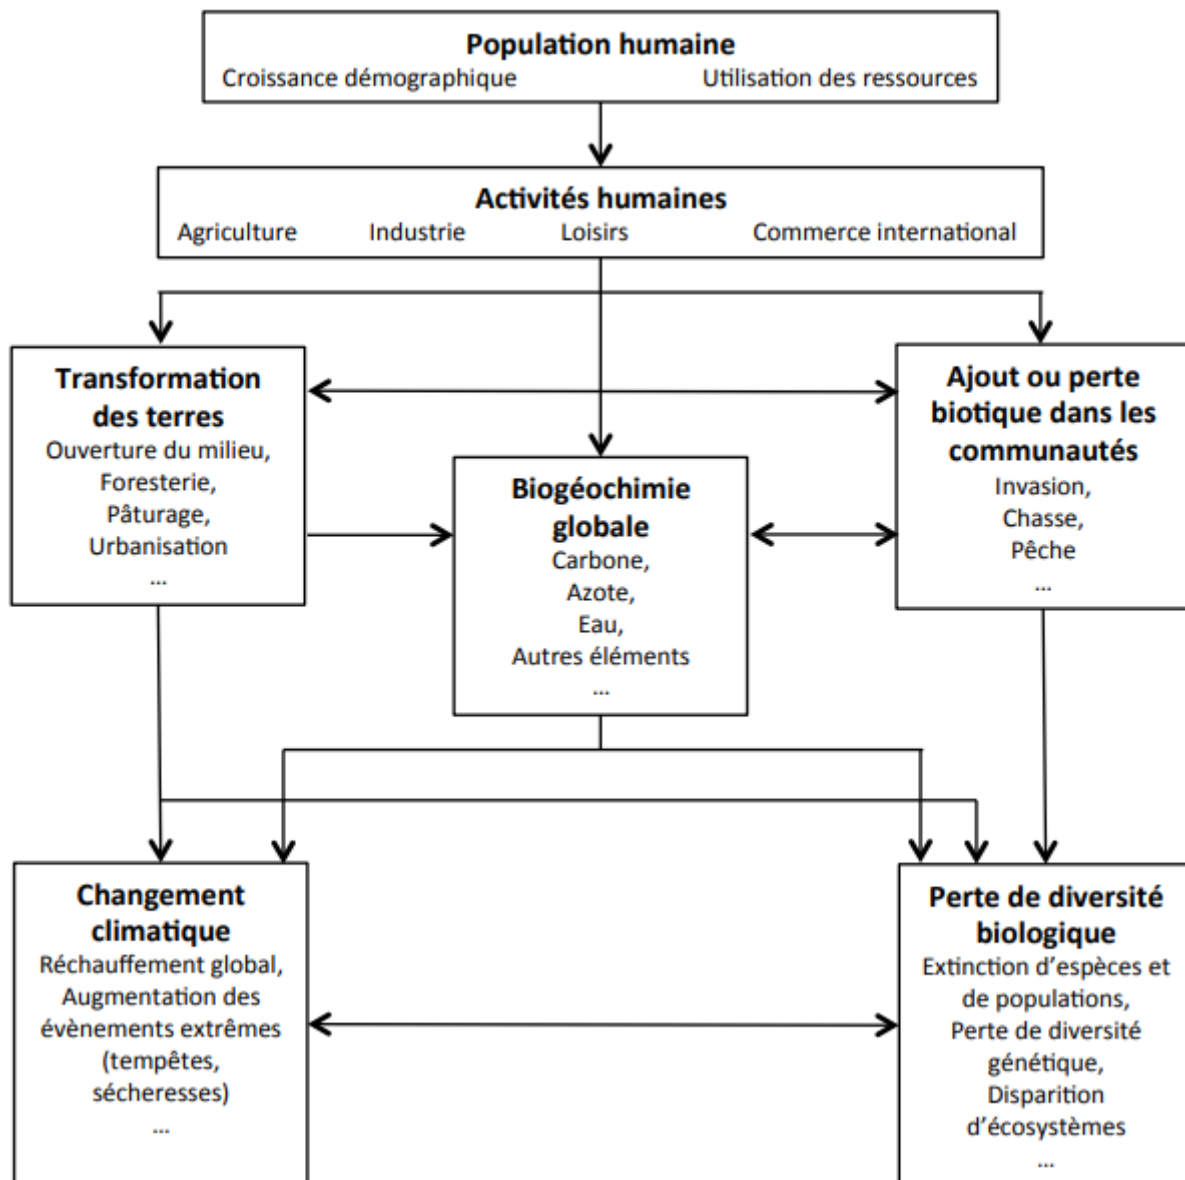 Population humaine
Croissance démographique Utilisation des ressources
Activités humaines
Agriculture Industrie Loisirs Commerce international
Transformation
des terres
Ouverture du milieu,
Foresterie,
Pâturage,
Urbanisation
...
Biogéochimie
globale
Carbone,
Azote,
Eau,
Autres éléments
...
Ajout ou perte
biotique dans les
communautés
Invasion,
Chasse,
Pêche
...
Changement
climatique
Réchauffement global,
Augmentation des
évènements extrêmes
(tempêtes,
sécheresses)
...
Perte de diversité
biologique
Extinction d’espèces et
de populations,
Perte de diversité
génétique,
Disparition
d’écosystèmes
...